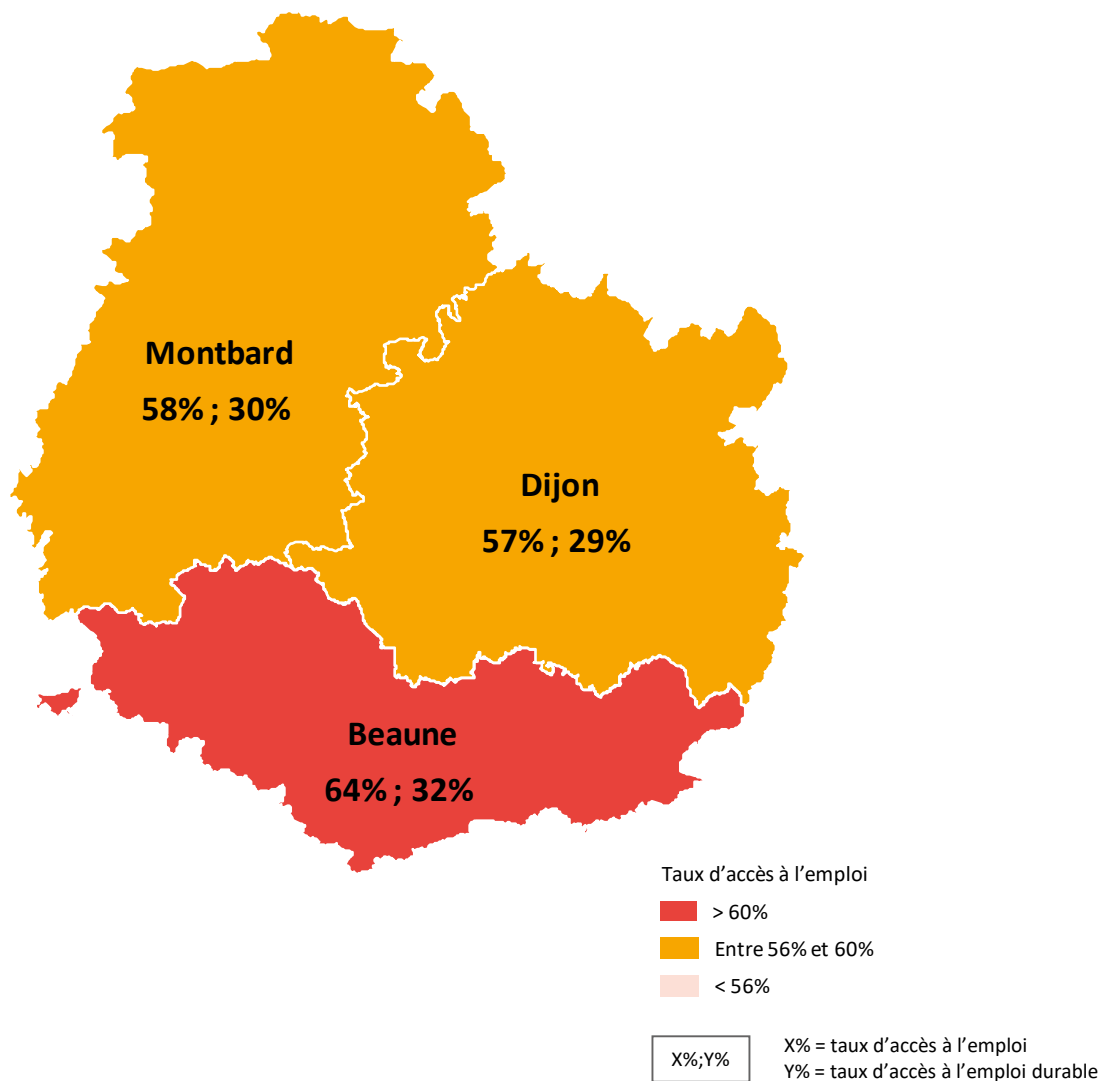 Montbard
58% ; 30%
Dijon
57% ; 29%
Beaune
64% ; 32%
Taux d’accès à l’emploi
> 60%
Entre 56% et 60%
< 56%
X%;Y%
X% = taux d’accès à l’emploi
Y% = taux d’accès à l’emploi durable